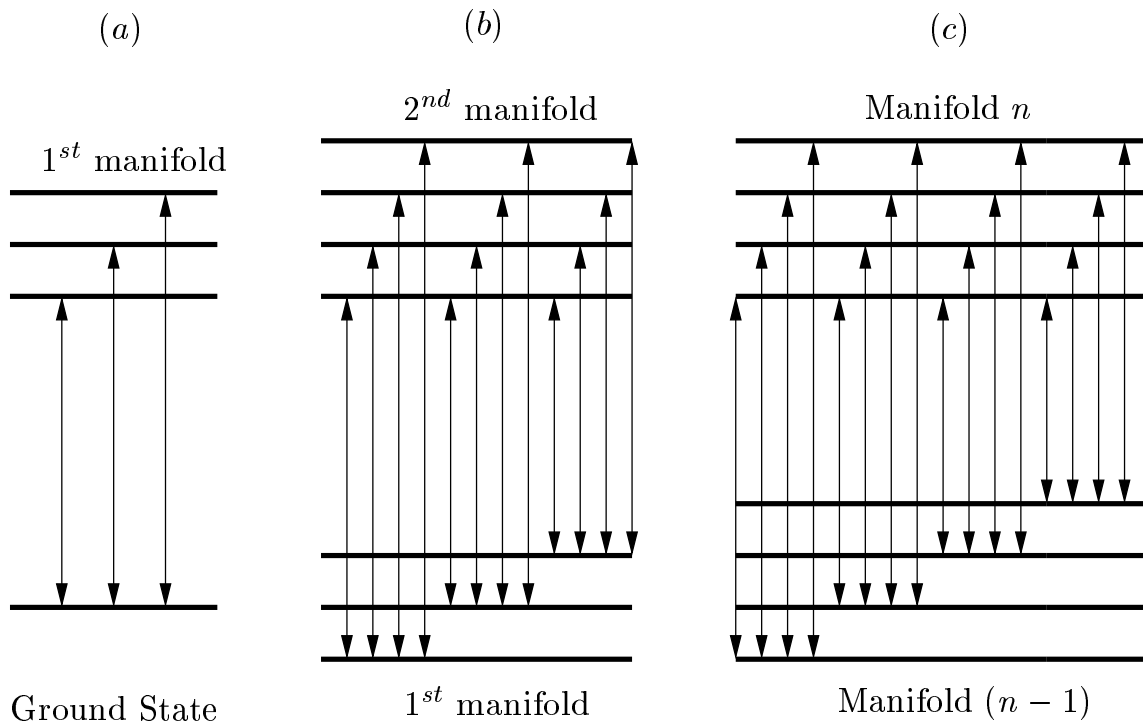 (a)
(b)
(c)
1st manifold
2nd manifold
Manifold n
Ground State
1st manifold
Manifold (n − 1)